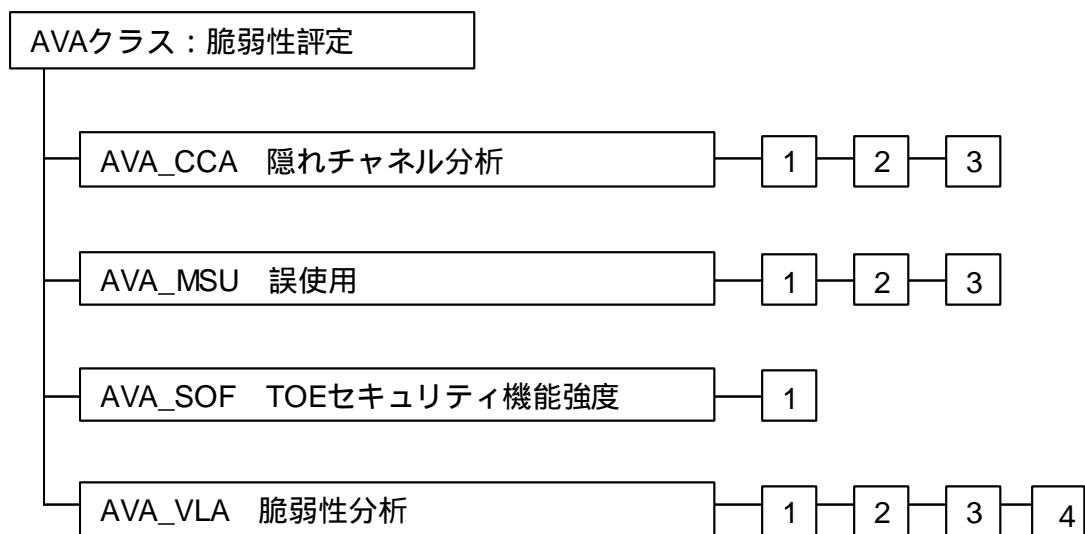 AVAクラス：脆弱性評定
AVA_CCA　隠れチャネル分析 1 2 3
AVA_MSU　誤使用 1 2 3
AVA_SOF　TOEセキュリティ機能強度 1
AVA_VLA　脆弱性分析 1 2 3 4